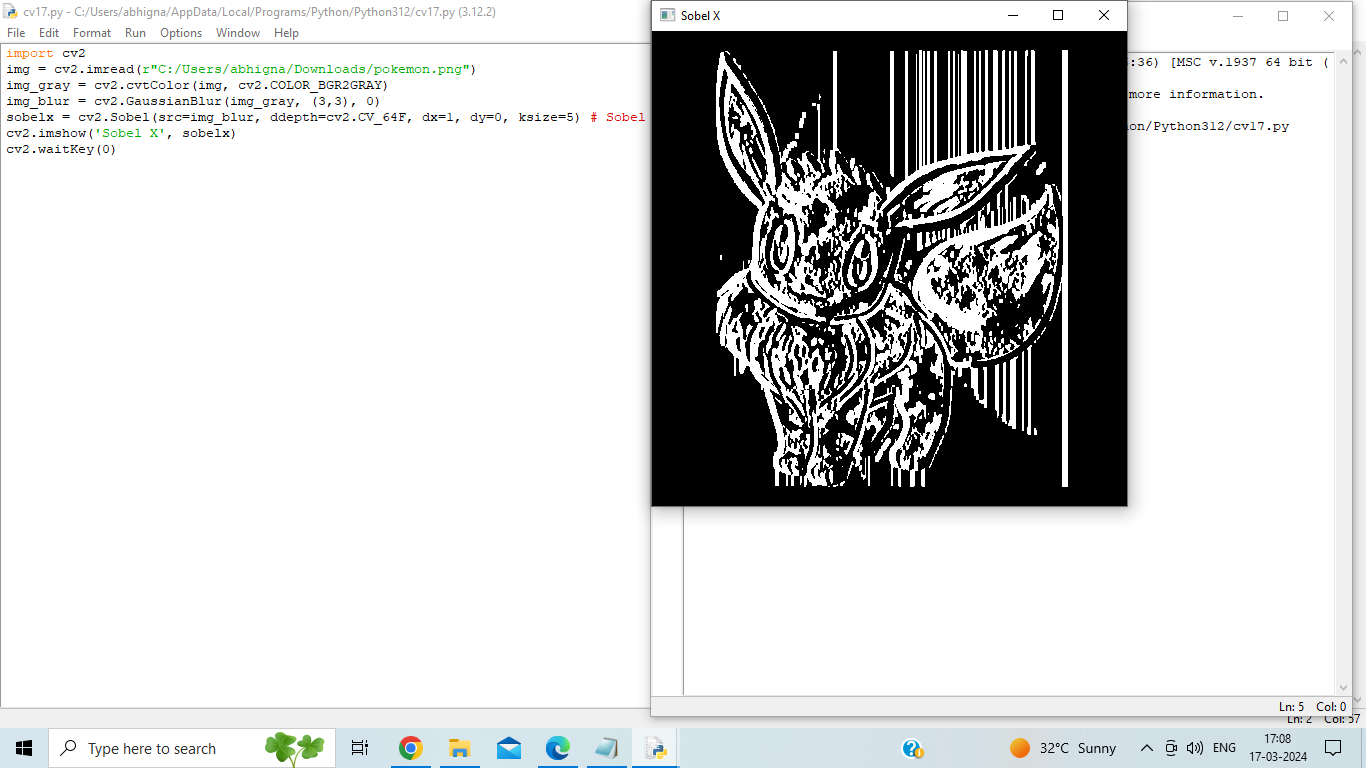 cv17.py - C:/Users/abhigna/AppData/Local/Programs/Python/Python312/cv17.py (3.12.2)
File Edit Format Run Options Window Help
import cv2
img = cv2.imread(r"C:/Users/abhigna/Downloads/pokemon.png")
img_gray = cv2.cvtColor(img, cv2.COLOR_BGR2GRAY)
img_blur = cv2.GaussianBlur(img_gray, (3,3), 0)
sobelx = cv2.Sobel(src=img_blur, ddepth=cv2.CV_64F, dx=1, dy=0, ksize=5) # Sobel
cv2.imshow('Sobel X', sobelx)
cv2.waitKey(0)
Sobel X
:36) [MSC v.1937 64 bit (
more information.
on/Python312/cv17.py
Ln: 5 Col: 0
Ln: 2 Col: 57
Type here to search
32°C Sunny
ENG
17:08
17-03-2024